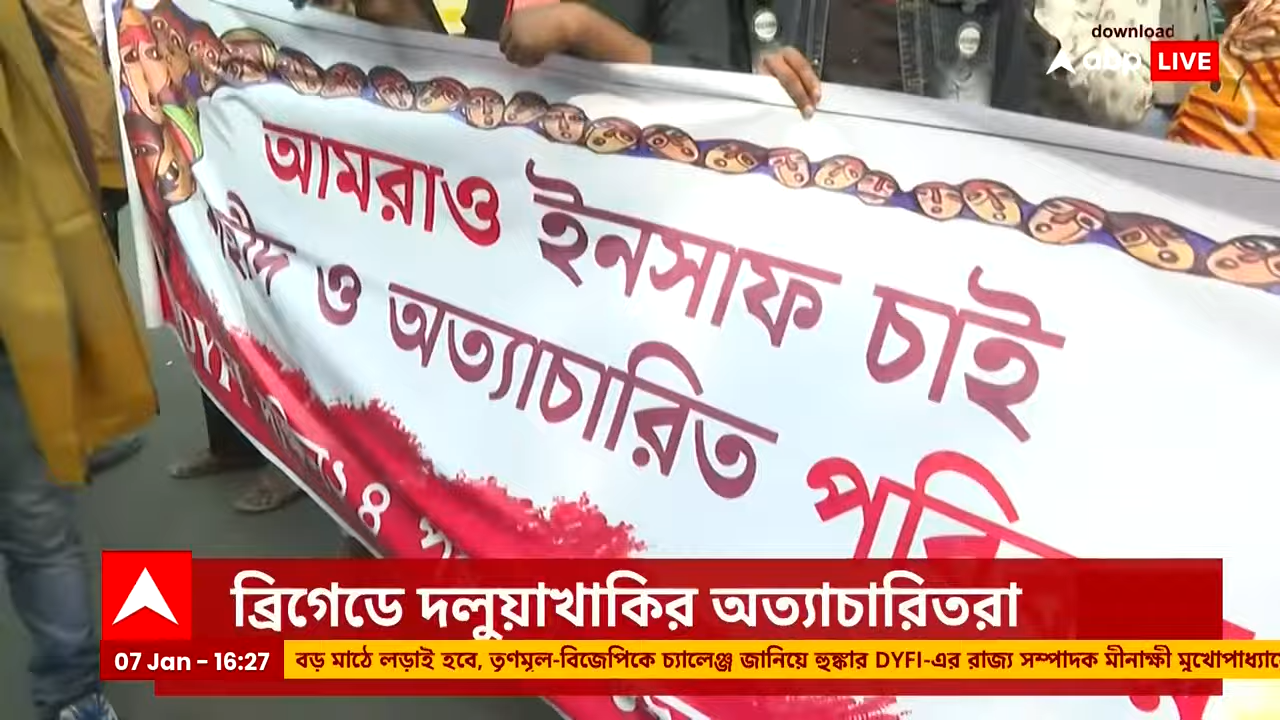 download
abp LIVE
আমরাও ইনসাফ চাই
ও অত্যাচারিত
DYFI
ব্রিগেডে দলুয়াখাকির অত্যাচারিতরা
07 Jan - 16:27
বড় মাঠে লড়াই হবে, তৃণমূল-বিজেপিকে চ্যালেঞ্জ জানিয়ে হুঙ্কার DYFI-এর রাজ্য সম্পাদক মীনাক্ষী